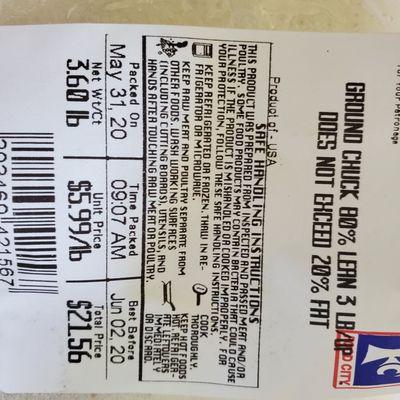 For Your Patronage
GROUND CHUCK 80% LEAN 3 LB/UP
DOES NOT EXCEED 20% FAT
Product of USA
SAFE HANDLING INSTRUCTIONS
THIS PRODUCT WAS PREPARED FROM INSPECTED AND PASSED MEAT AND/OR
POULTRY. SOME FOOD PRODUCTS MAY CONTAIN BACTERIA THAT COULD CAUSE
ILLNESS IF THE PRODUCT IS MISHANDLED OR COOKED IMPROPERLY. FOR
YOUR PROTECTION, FOLLOW THESE SAFE HANDLING INSTRUCTIONS.
KEEP REFRIGERATED OR FROZEN. THAW IN RE-
FRIGERATOR OR MICROWAVE.
KEEP RAW MEAT AND POULTRY SEPARATE FROM
OTHER FOODS. WASH WORKING SURFACES
(INCLUDING CUTTING BOARDS), UTENSILS, AND
HANDS AFTER TOUCHING RAW MEAT OR POULTRY.
COOK
THOROUGHLY.
KEEP HOT FOODS
HOT. REFRIGER
ATE LEFTOVERS
IMMEDIATELY
OR DISCARD.
Packed On
May 31, 20
Time Packed
09:07 AM
Best Before
Jun 02, 20
Net Wt/Ct
3.60 lb
Unit Price
$5.99/lb
Total Price
$21.56